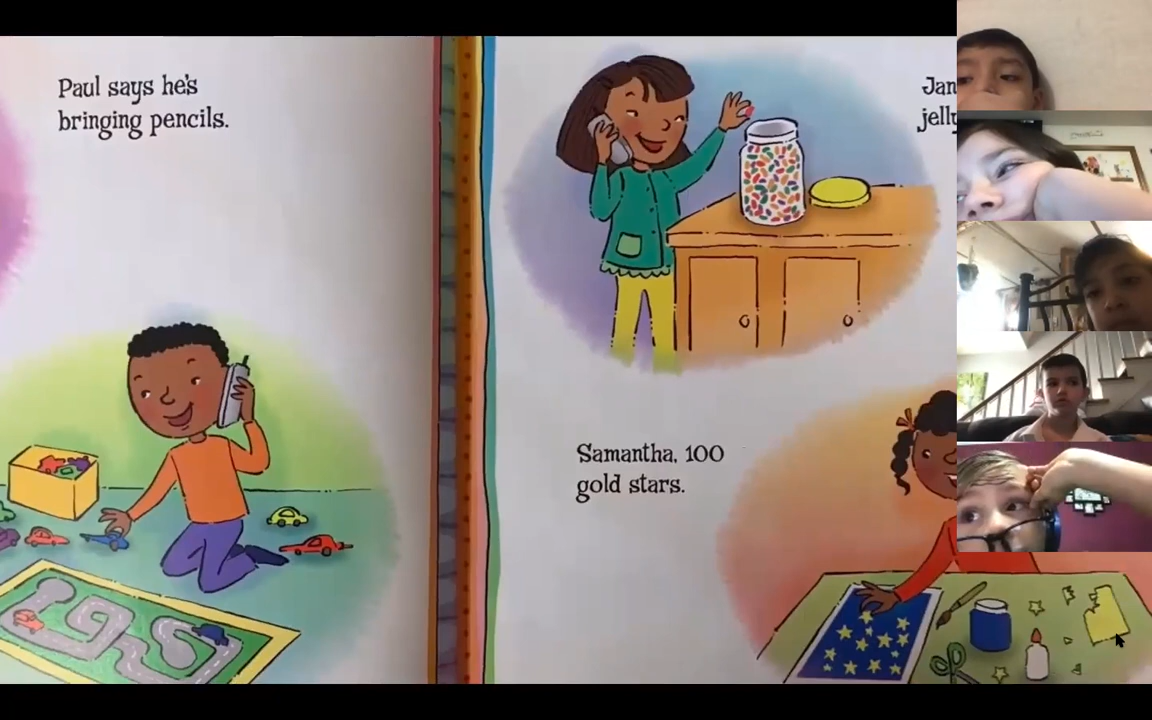 Paul says he's
bringing pencils.
Samantha, 100
gold stars.